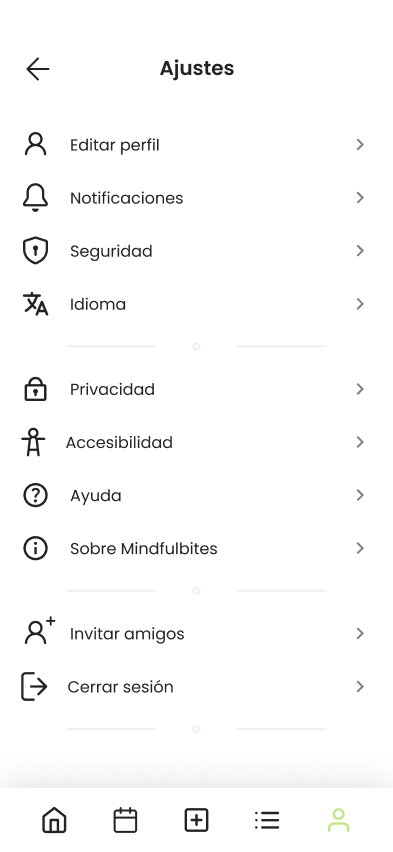 Ajustes
Editar perfil
Notificaciones
Seguridad
Idioma
Privacidad
Accesibilidad
Ayuda
Sobre Mindfulbites
Invitar amigos
Cerrar sesión